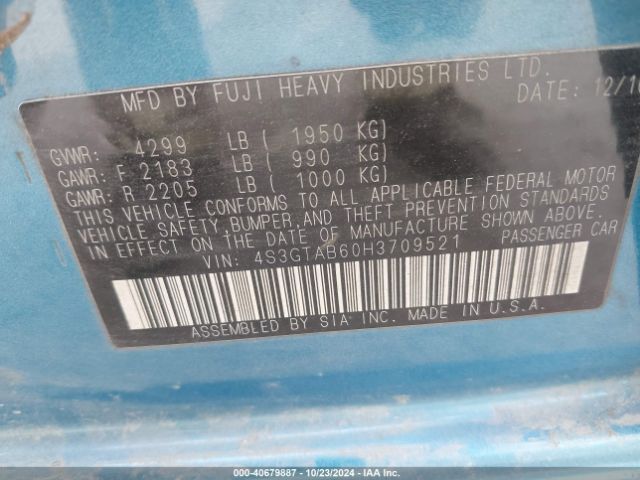 MFD BY FUJI HEAVY INDUSTRIES LTD.
DATE: 12/16
GVWR: 4299 LB ( 1950 KG)
GAWR: F 2183 LB ( 990 KG)
GAWR: R 2205 LB ( 1000 KG)
THIS VEHICLE CONFORMS TO ALL APPLICABLE FEDERAL MOTOR
VEHICLE SAFETY, BUMPER, AND THEFT PREVENTION STANDARDS
IN EFFECT ON THE DATE OF MANUFACTURE SHOWN ABOVE.
VIN: 4S3GTAB60H3709521 PASSENGER CAR
ASSEMBLED BY SIA INC. MADE IN U.S.A.
000-40679887 - 10/23/2024 - IAA Inc.